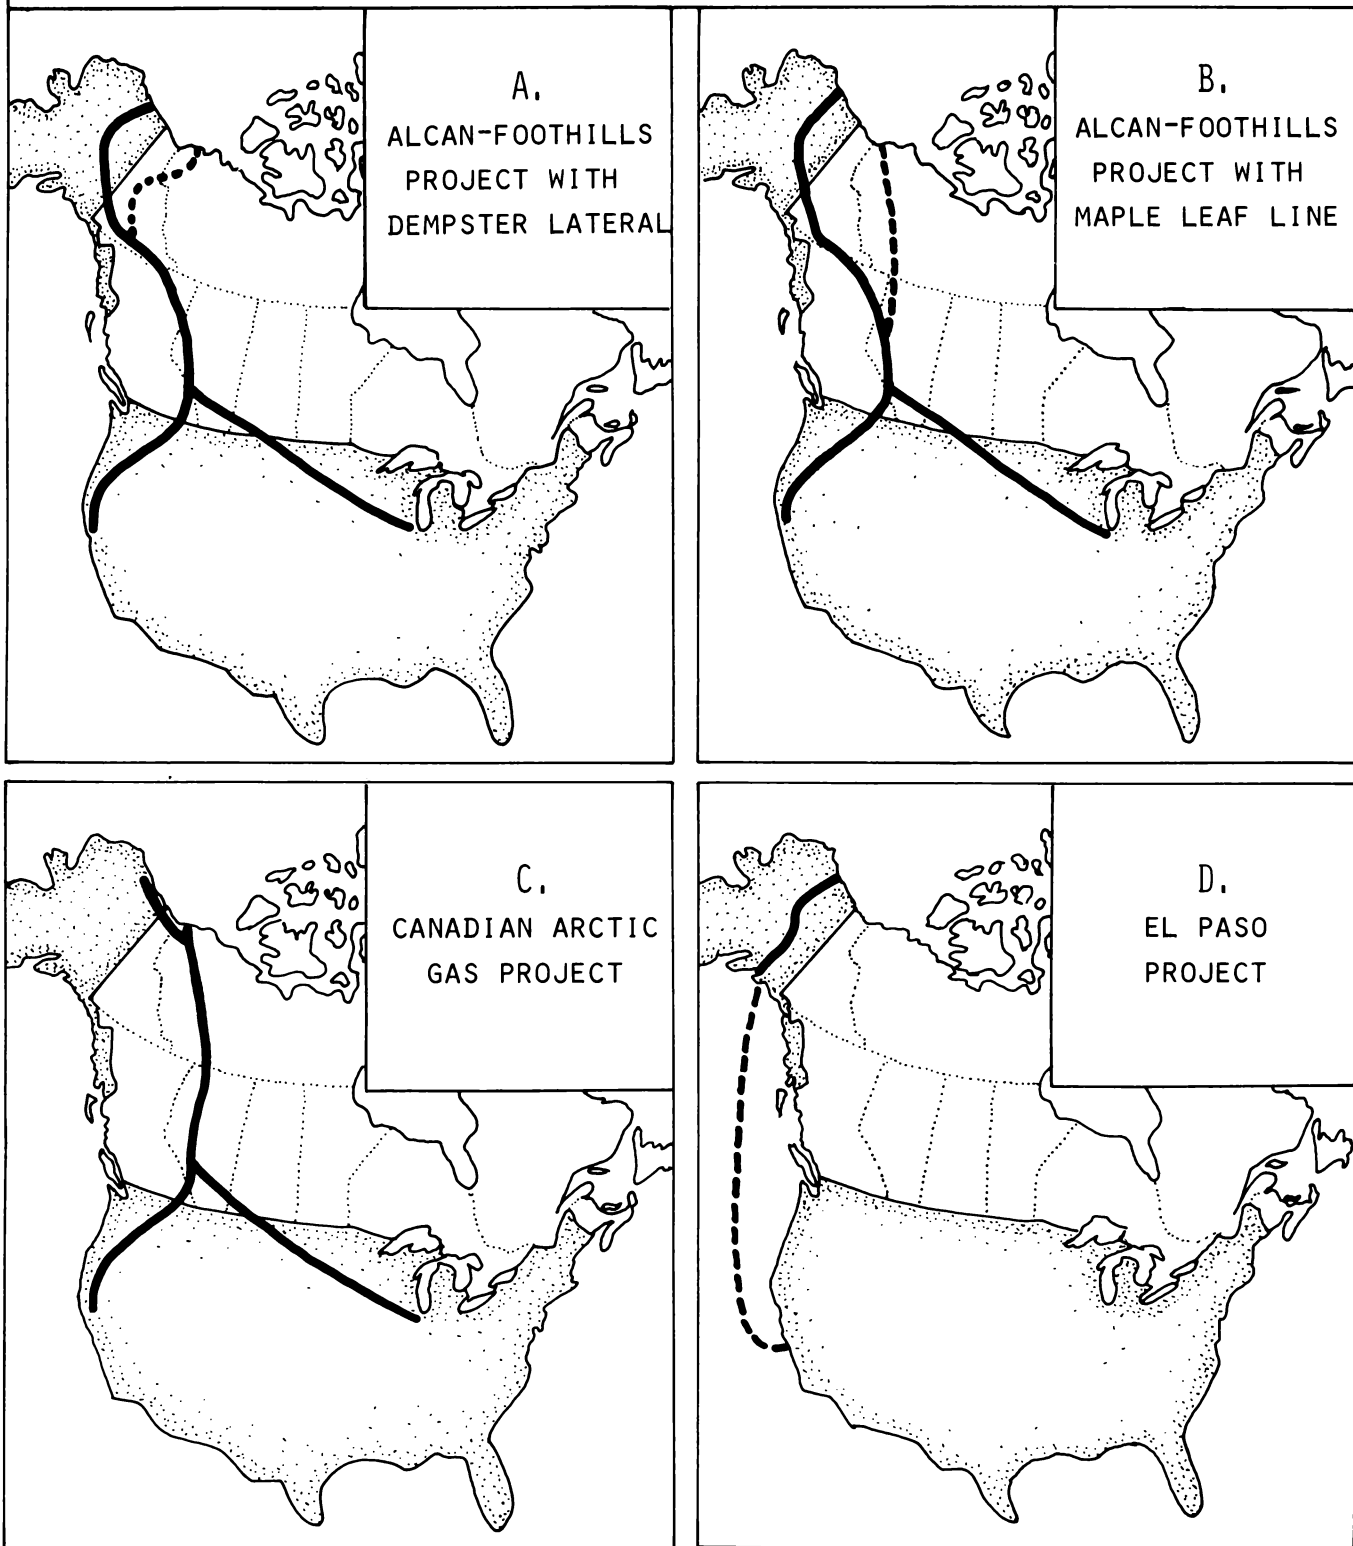 A.
ALCAN-FOOTHILLS
PROJECT WITH
DEMPSTER LATERAL
B.
ALCAN-FOOTHILLS
PROJECT WITH
MAPLE LEAF LINE
C.
CANADIAN ARCTIC
GAS PROJECT
D.
EL PASO
PROJECT